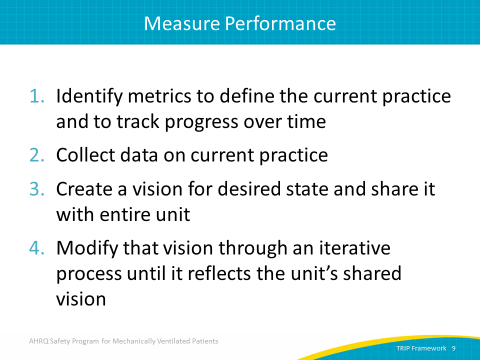 Measure Performance
1. Identify metrics to define the current practice
and to track progress over time
2. Collect data on current practice
3. Create a vision for desired state and share it
with entire unit
4. Modify that vision through an iterative
process until it reflects the unit’s shared
vision
AHRQ Safety Program for Mechanically Ventilated Patients
TRIP Framework 9